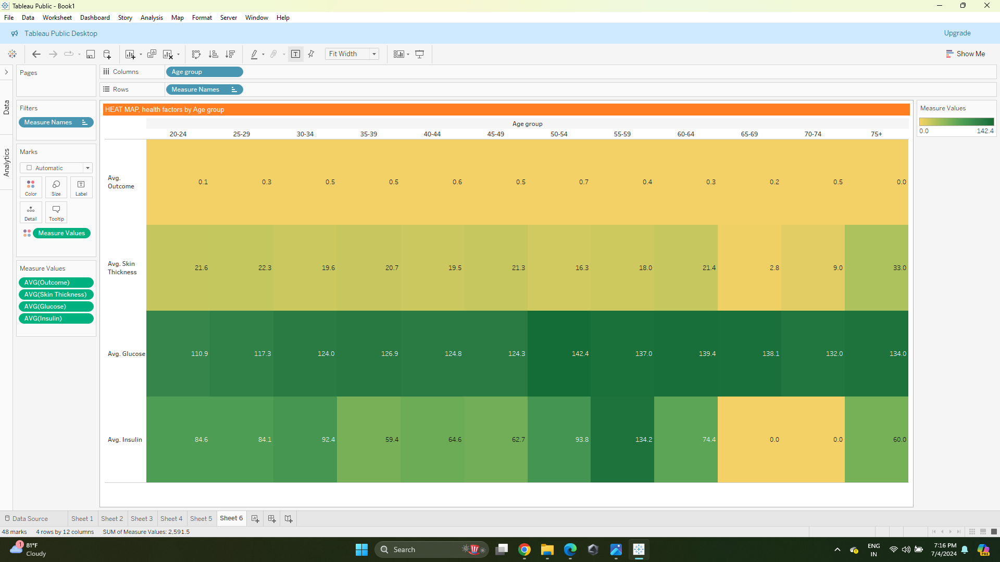 Tableau Public - Book1
File Data Worksheet Dashboard Story Analysis Map Format Server Window Help
Tableau Public Desktop
Upgrade
Fit Width
Show Me
Pages
Columns
Age group
Rows
Measure Names
Data
Analytics
Filters
Measure Names
Marks
Automatic
Color
Size
Label
Detail
Tooltip
Measure Values
Measure Values
AVG(Outcome)
AVG(Skin Thickness)
AVG(Glucose)
AVG(Insulin)
HEAT MAP, health factors by Age group
Age group
20-24 25-29 30-34 35-39 40-44 45-49 50-54 55-59 60-64 65-69 70-74 75+
Avg.
Outcome
0.1 0.3 0.5 0.5 0.6 0.5 0.7 0.4 0.3 0.2 0.5 0.0
Avg. Skin
Thickness
21.6 22.3 19.6 20.7 19.5 21.3 16.3 18.0 21.4 2.8 9.0 33.0
Avg. Glucose
110.9 117.3 124.0 126.9 124.8 124.3 142.4 137.0 139.4 138.1 132.0 134.0
Avg. Insulin
84.6 84.1 92.4 59.4 64.6 62.7 93.8 134.2 74.4 0.0 0.0 60.0
Measure Values
0.0 142.4
Data Source Sheet 1 Sheet 2 Sheet 3 Sheet 4 Sheet 5 Sheet 6
48 marks 4 rows by 12 columns SUM of Measure Values: 2,591.5
1
81°F
Cloudy
Search
ENG
IN
7:16 PM
7/4/2024
PRE